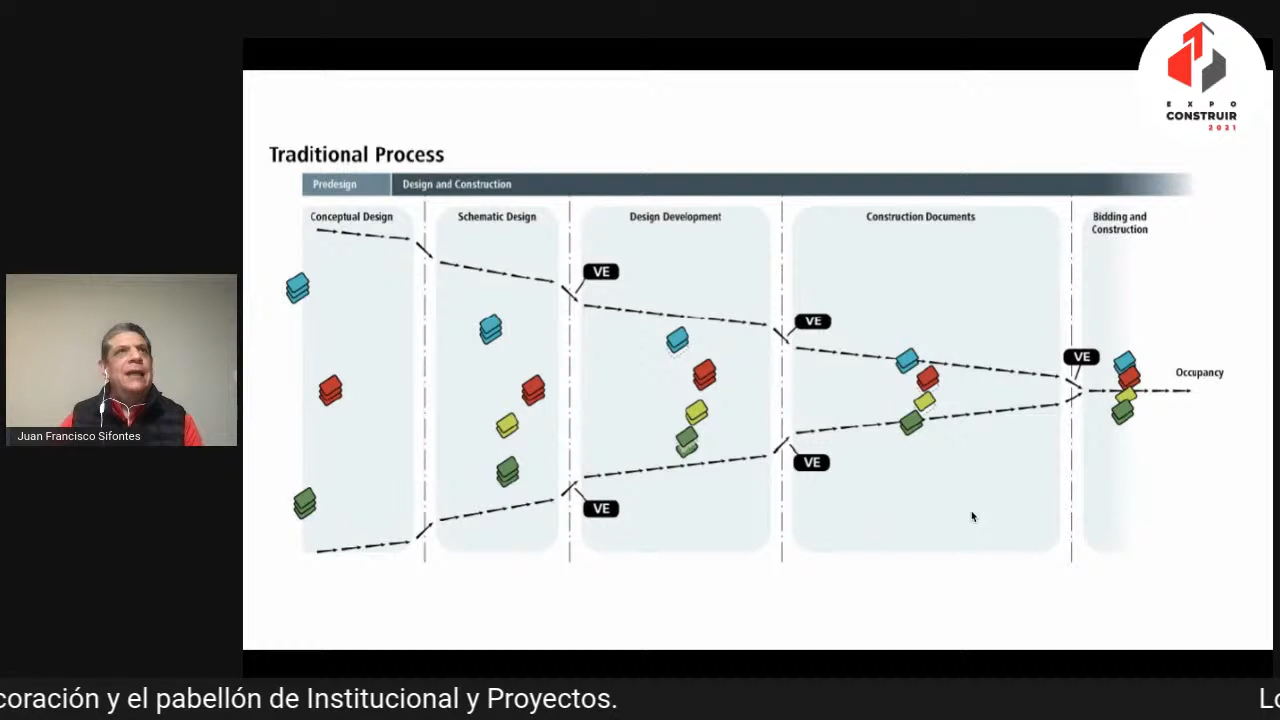 EXPO
CONSTRUIR
2021
Traditional Process
Predesign
Design and Construction
Conceptual Design
Schematic Design
Design Development
Construction Documents
Bidding and
Construction
VE
VE
VE
Occupancy
VE
VE
Juan Francisco Sifontes
coración y el pabellón de Institucional y Proyectos.
Lo